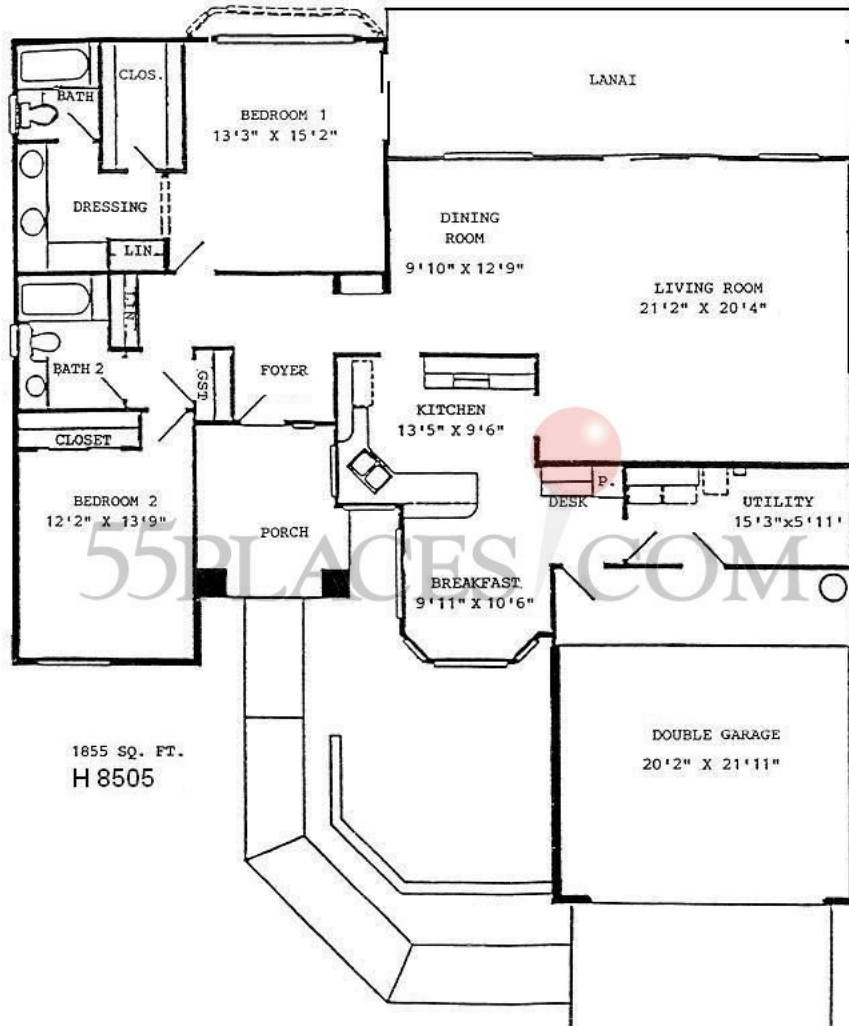 CLOS.
BATH
BEDROOM 1
13'3" X 15'2"
LANAI
DRESSING
DINING
ROOM
9'10" X 12'9"
LIN.
LIVING ROOM
21'2" X 20'4"
LIN.
BATH 2
GST
FOYER
KITCHEN
13'5" X 9'6"
CLOSET
P.
DESK
UTILITY
15'3"x5'11'
BEDROOM 2
12'2" X 13'9"
PORCH
55PLACES.COM
BREAKFAST
9'11" X 10'6"
DOUBLE GARAGE
20'2" X 21'11"
1855 SQ. FT.
H 8505